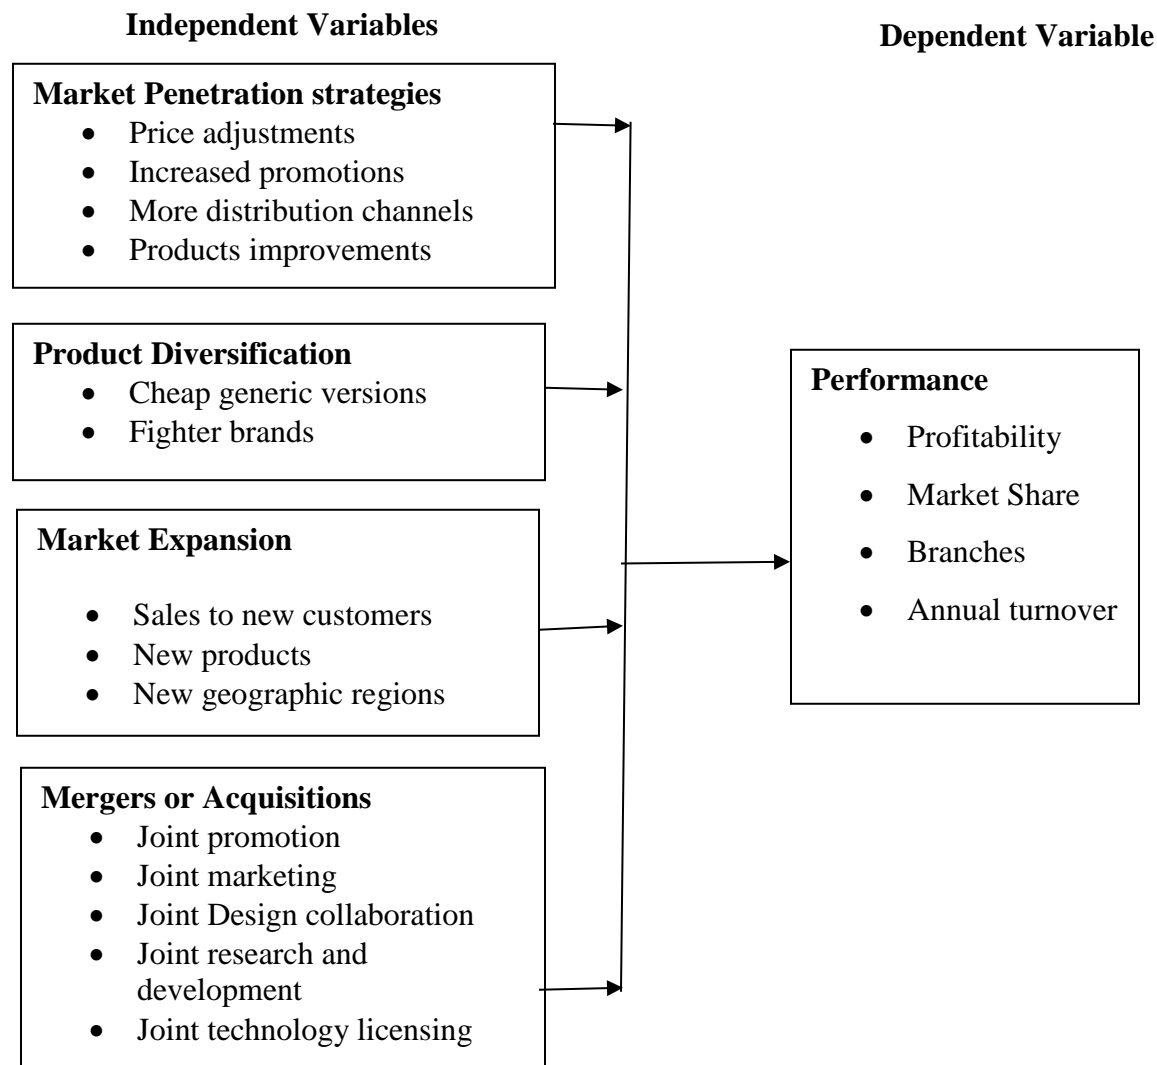 Independent Variables
Dependent Variable
Market Penetration strategies
• Price adjustments
• Increased promotions
• More distribution channels
• Products improvements
Product Diversification
• Cheap generic versions
• Fighter brands
Market Expansion
• Sales to new customers
• New products
• New geographic regions
Mergers or Acquisitions
• Joint promotion
• Joint marketing
• Joint Design collaboration
• Joint research and
development
• Joint technology licensing
Performance
• Profitability
• Market Share
• Branches
• Annual turnover